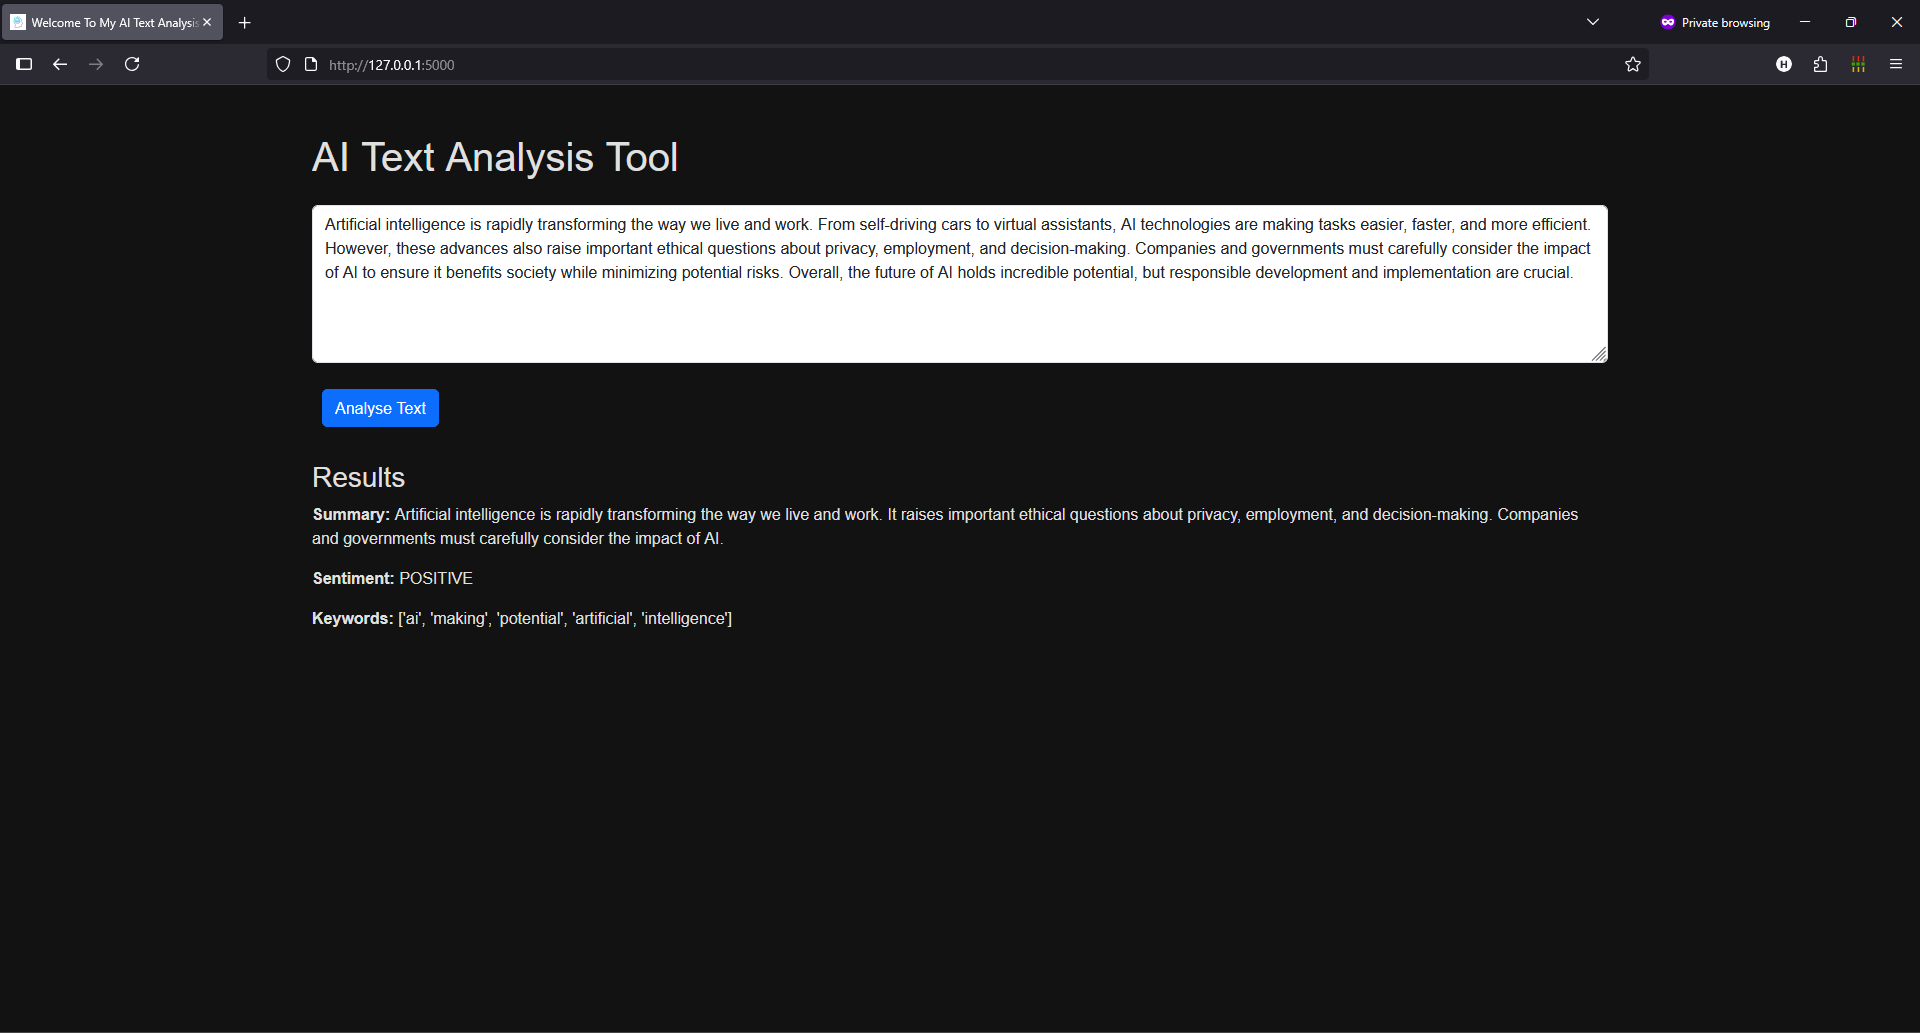 Welcome To My AI Text Analysis
Private browsing
http://127.0.0.1:5000
H
AI Text Analysis Tool
Artificial intelligence is rapidly transforming the way we live and work. From self-driving cars to virtual assistants, AI technologies are making tasks easier, faster, and more efficient.
However, these advances also raise important ethical questions about privacy, employment, and decision-making. Companies and governments must carefully consider the impact
of AI to ensure it benefits society while minimizing potential risks. Overall, the future of AI holds incredible potential, but responsible development and implementation are crucial.
Analyse Text
Results
Summary: Artificial intelligence is rapidly transforming the way we live and work. It raises important ethical questions about privacy, employment, and decision-making. Companies
and governments must carefully consider the impact of AI.
Sentiment: POSITIVE
Keywords: ['ai', 'making', 'potential', 'artificial', 'intelligence']